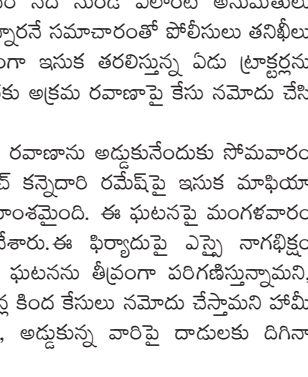 నది నుండి ఎలాంటి అనుమతులు
న్నారనే సమాచారంతో పోలీసులు తనిఖీలు
గా ఇసుక తరలిస్తున్న ఏడు ట్రాక్టర్లను
కు అక్రమ రవాణాపై కేసు నమోదు చేసి
రవాణాను అడ్డుకునేందుకు సోమవారం
చ్ కన్నెదారి రమేష్‌పై ఇసుక మాఫియా
ాంశమైంది. ఈ ఘటనపై మంగళవారం
చేశారు.ఈ ఫిర్యాదుపై ఎస్పై నాగభిక్షం
ఘటనను తీవ్రంగా పరిగణిస్తున్నామని,
్ల కింద కేసులు నమోదు చేస్తామని హామీ
, అడ్డుకున్న వారిపై దాడులకు దిగినా